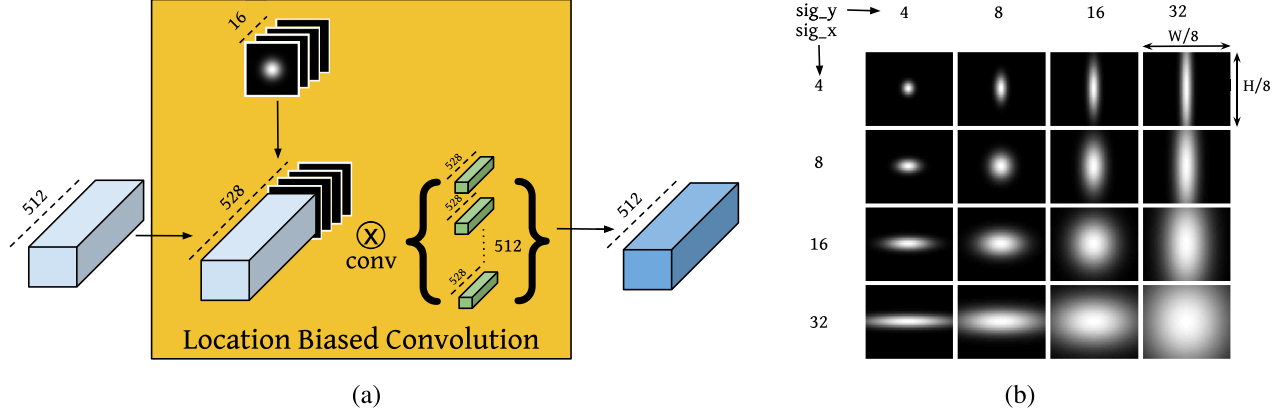 16
512
528
528
528
528
512
X
conv
512
Location Biased Convolution
(a)
sig_y 4 8 16 32
sig_x
W/8
4
H/8
8
16
32
(b)